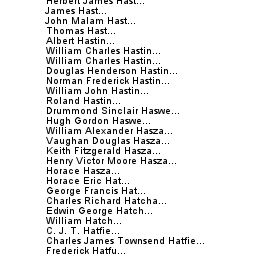 Herbert James Hast...
James Hast...
John Malam Hast...
Thomas Hast...
Albert Hastin...
William Charles Hastin...
William Charles Hastin...
Douglas Henderson Hastin...
Norman Frederick Hastin...
William John Hastin...
Roland Hastin...
Drummond Sinclair Haswe...
Hugh Gordon Haswe...
William Alexander Hasza...
Vaughan Douglas Hasza...
Keith Fitzgerald Hasza...
Henry Victor Moore Hasza...
Horace Hasza...
Horace Eric Hat...
George Francis Hat...
Charles Richard Hatcha...
Edwin George Hatch...
William Hatch...
C. J. T. Hatfie...
Charles James Townsend Hatfie...
Frederick Hatfu...